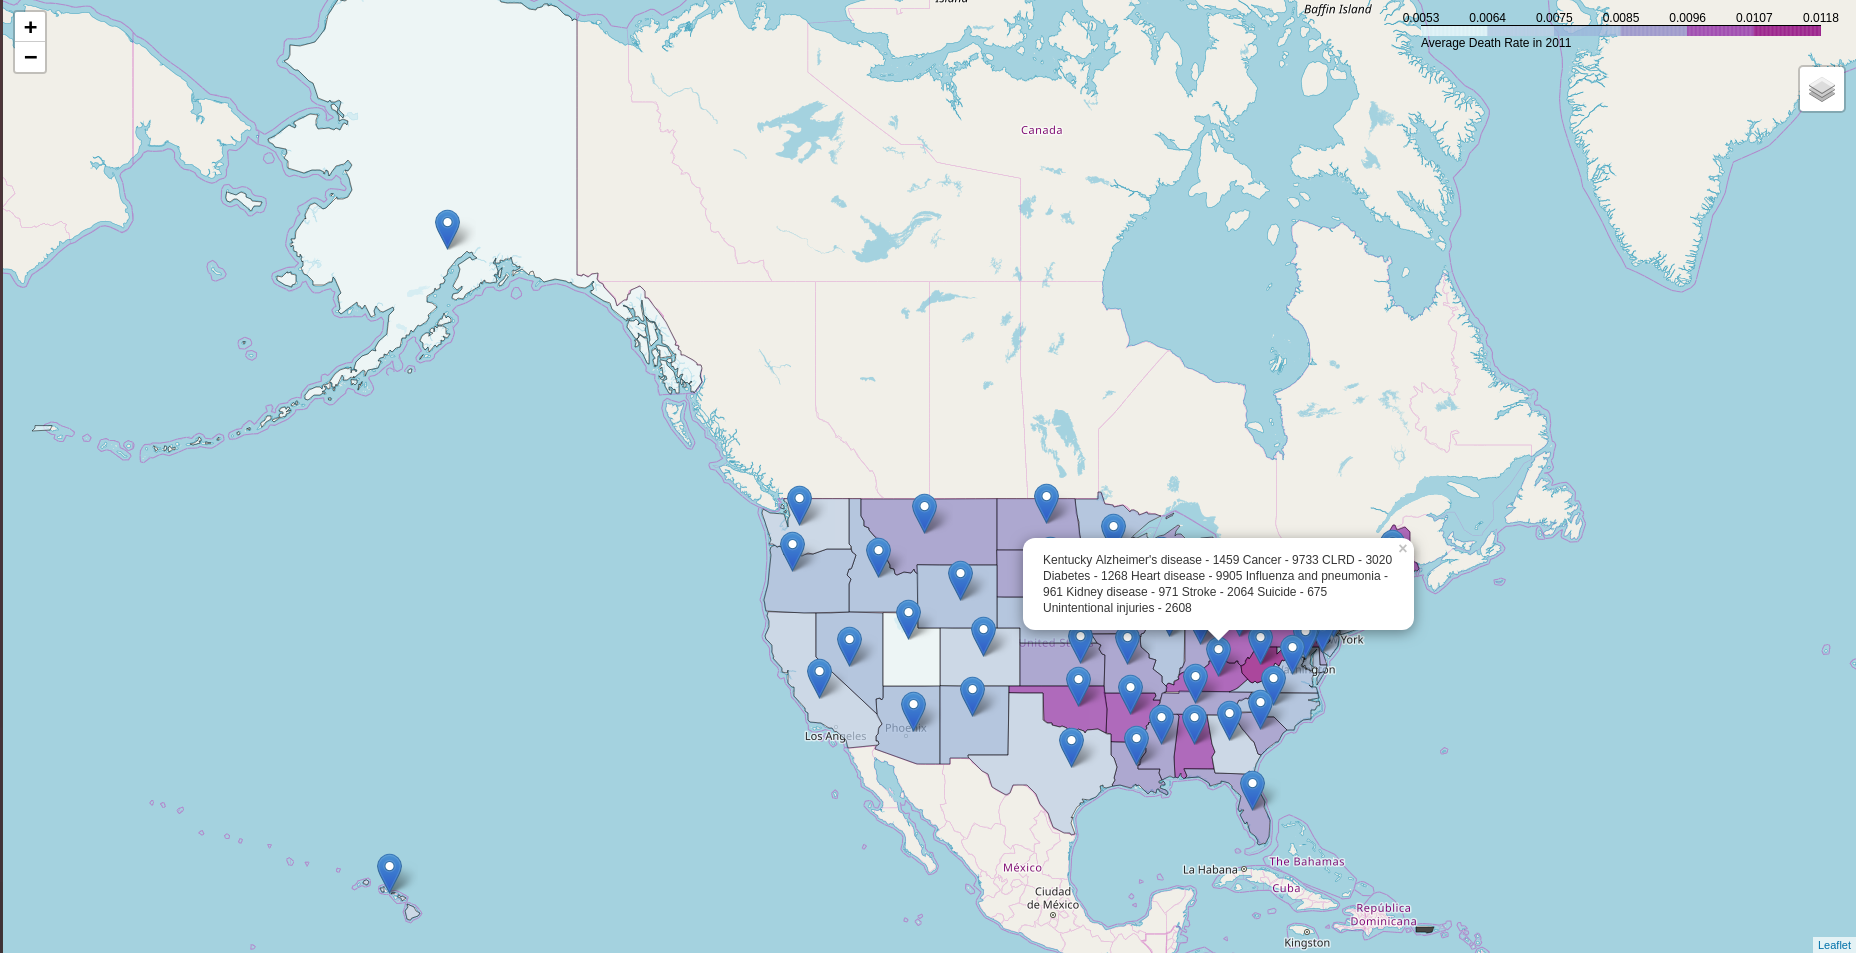 Island
Baffin Island
+
−
0.0053 0.0064 0.0075 0.0085 0.0096 0.0107 0.0118
Average Death Rate in 2011
Canada
Kentucky Alzheimer's disease - 1459 Cancer - 9733 CLRD - 3020
Diabetes - 1268 Heart disease - 9905 Influenza and pneumonia -
961 Kidney disease - 971 Stroke - 2064 Suicide - 675
Unintentional injuries - 2608
×
United St
York
Phoenix
Los Angeles
México
La Habana
The Bahamas
Ciudad
de México
Cuba
República
Dominicana
Kingston
Leaflet